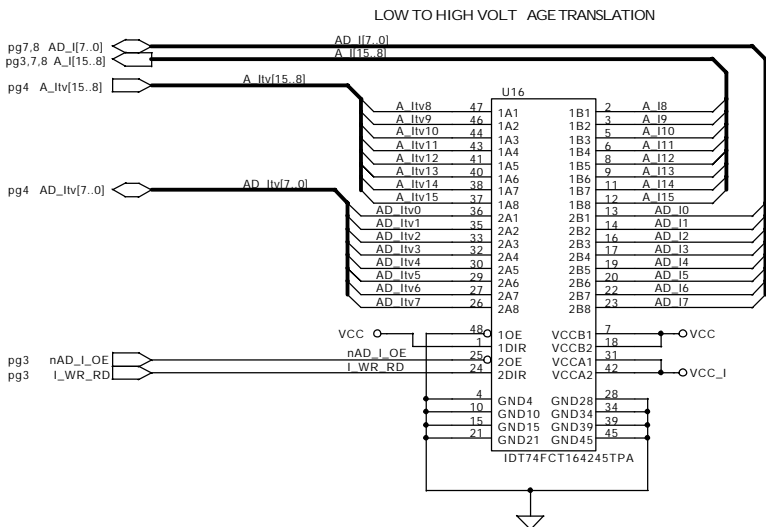 LOW TO HIGH VOLT AGE TRANSLATION
pg7,8 AD_I[7..0] AD_I[7..0]
pg3,7,8 A_I[15..8] A_I[15..8]
pg4 A_Itv[15..8] A_Itv[15..8]
U16
A_Itv8 47 1A1 1B1 2 A_I8
A_Itv9 46 1A2 1B2 3 A_I9
A_Itv10 44 1A3 1B3 5 A_I10
A_Itv11 43 1A4 1B4 6 A_I11
A_Itv12 41 1A5 1B5 8 A_I12
A_Itv13 40 1A6 1B6 9 A_I13
A_Itv14 38 1A7 1B7 11 A_I14
A_Itv15 37 1A8 1B8 12 A_I15
pg4 AD_Itv[7..0] AD_Itv[7..0]
AD_Itv0 36 2A1 2B1 13 AD_I0
AD_Itv1 35 2A2 2B2 14 AD_I1
AD_Itv2 33 2A3 2B3 16 AD_I2
AD_Itv3 32 2A4 2B4 17 AD_I3
AD_Itv4 30 2A5 2B5 19 AD_I4
AD_Itv5 29 2A6 2B6 20 AD_I5
AD_Itv6 27 2A7 2B7 22 AD_I6
AD_Itv7 26 2A8 2B8 23 AD_I7
VCC 48 1OE VCCB1 7 VCC
1 1DIR VCCB2 18
pg3 nAD_I_OE nAD_I_OE 25 2OE VCCA1 31
pg3 I_WR_RD I_WR_RD 24 2DIR VCCA2 42 VCC_I
4 GND4 GND28 28
10 GND10 GND34 34
15 GND15 GND39 39
21 GND21 GND45 45
IDT74FCT164245TPA